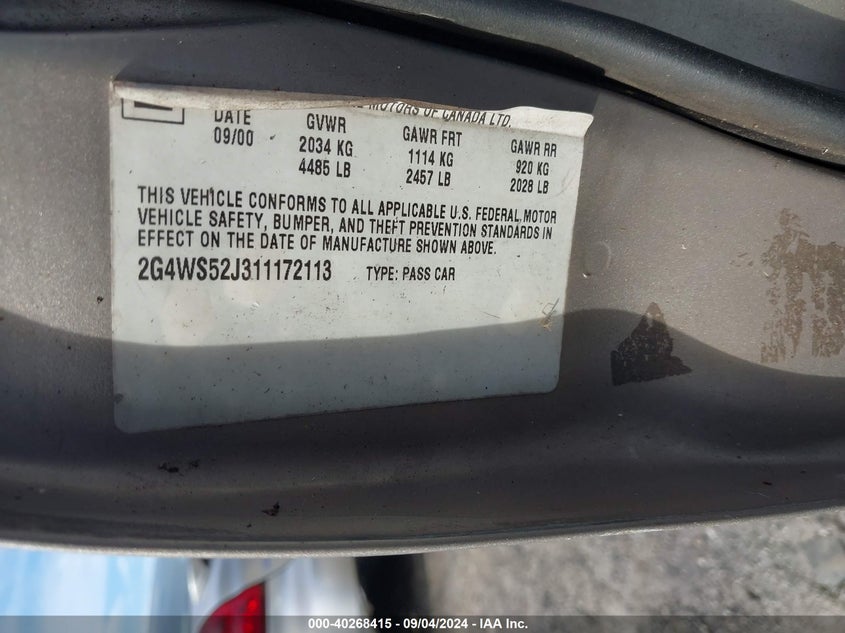 MOTORS OF CANADA LTD.
DATE GVWR GAWR FRT GAWR RR
09/00 2034 KG 1114 KG 920 KG
4485 LB 2457 LB 2028 LB
THIS VEHICLE CONFORMS TO ALL APPLICABLE U.S. FEDERAL MOTOR
VEHICLE SAFETY, BUMPER, AND THEFT PREVENTION STANDARDS IN
EFFECT ON THE DATE OF MANUFACTURE SHOWN ABOVE.
2G4WS52J311172113 TYPE: PASS CAR
000-40268415 - 09/04/2024 - IAA Inc.